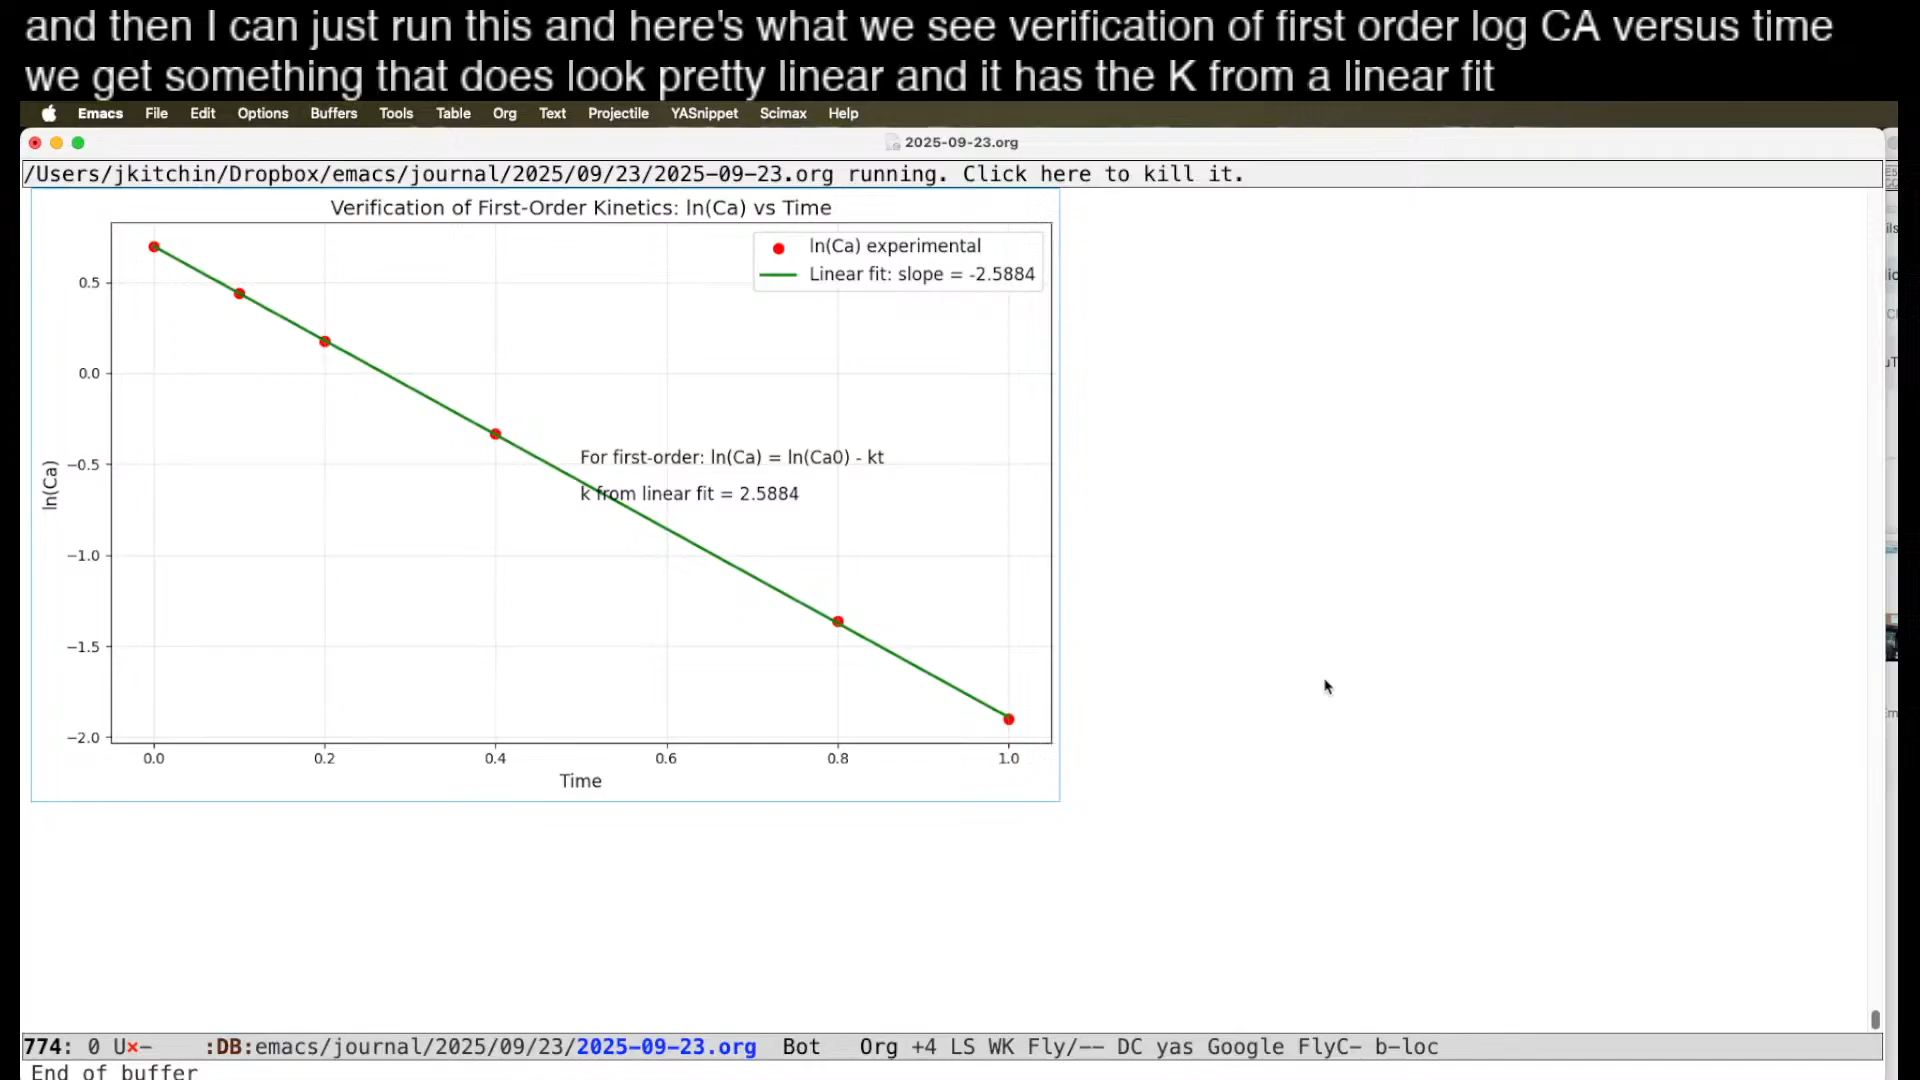 and then I can just run this and here's what we see verification of first order log CA versus time
we get something that does look pretty linear and it has the K from a linear fit
Emacs File Edit Options Buffers Tools Table Org Text Projectile YASnippet Scimax Help
2025-09-23.org
/Users/jkitchin/Dropbox/emacs/journal/2025/09/23/2025-09-23.org running. Click here to kill it.
Verification of First-Order Kinetics: ln(Ca) vs Time
ln(Ca) experimental
Linear fit: slope = -2.5884
0.5
0.0
−0.5
−1.0
−1.5
−2.0
ln(Ca)
For first-order: ln(Ca) = ln(Ca0) - kt
k from linear fit = 2.5884
0.0 0.2 0.4 0.6 0.8 1.0
Time
774: 0 U×– :DB:emacs/journal/2025/09/23/2025-09-23.org Bot Org +4 LS WK Fly/-- DC yas Google FlyC- b-loc
End of buffer